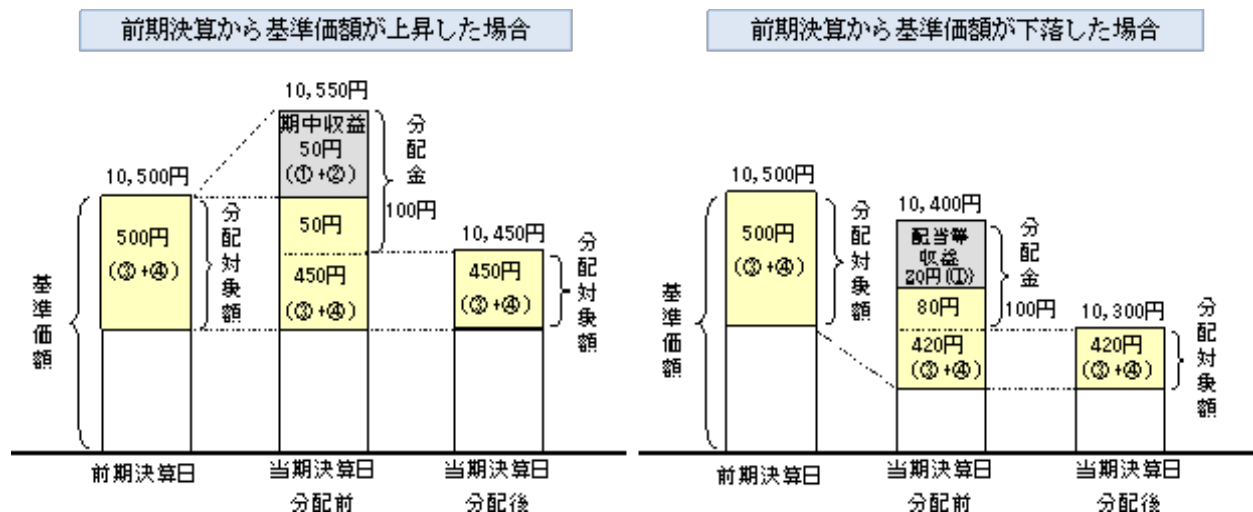 前期決算から基準価額が上昇した場合
10,550円
期中収益
50円
(①+②)
分配金
100円
10,500円
500円
(③+④)
分配対象額
50円
450円
(③+④)
10,450円
450円
(③+④)
分配対象額
基準価額
前期決算日
当期決算日
分配前
当期決算日
分配後
前期決算から基準価額が下落した場合
10,500円
500円
(③+④)
分配対象額
10,400円
配当等
収益
20円(①)
分配金
100円
80円
420円
(③+④)
10,300円
420円
(③+④)
分配対象額
基準価額
前期決算日
当期決算日
分配前
当期決算日
分配後